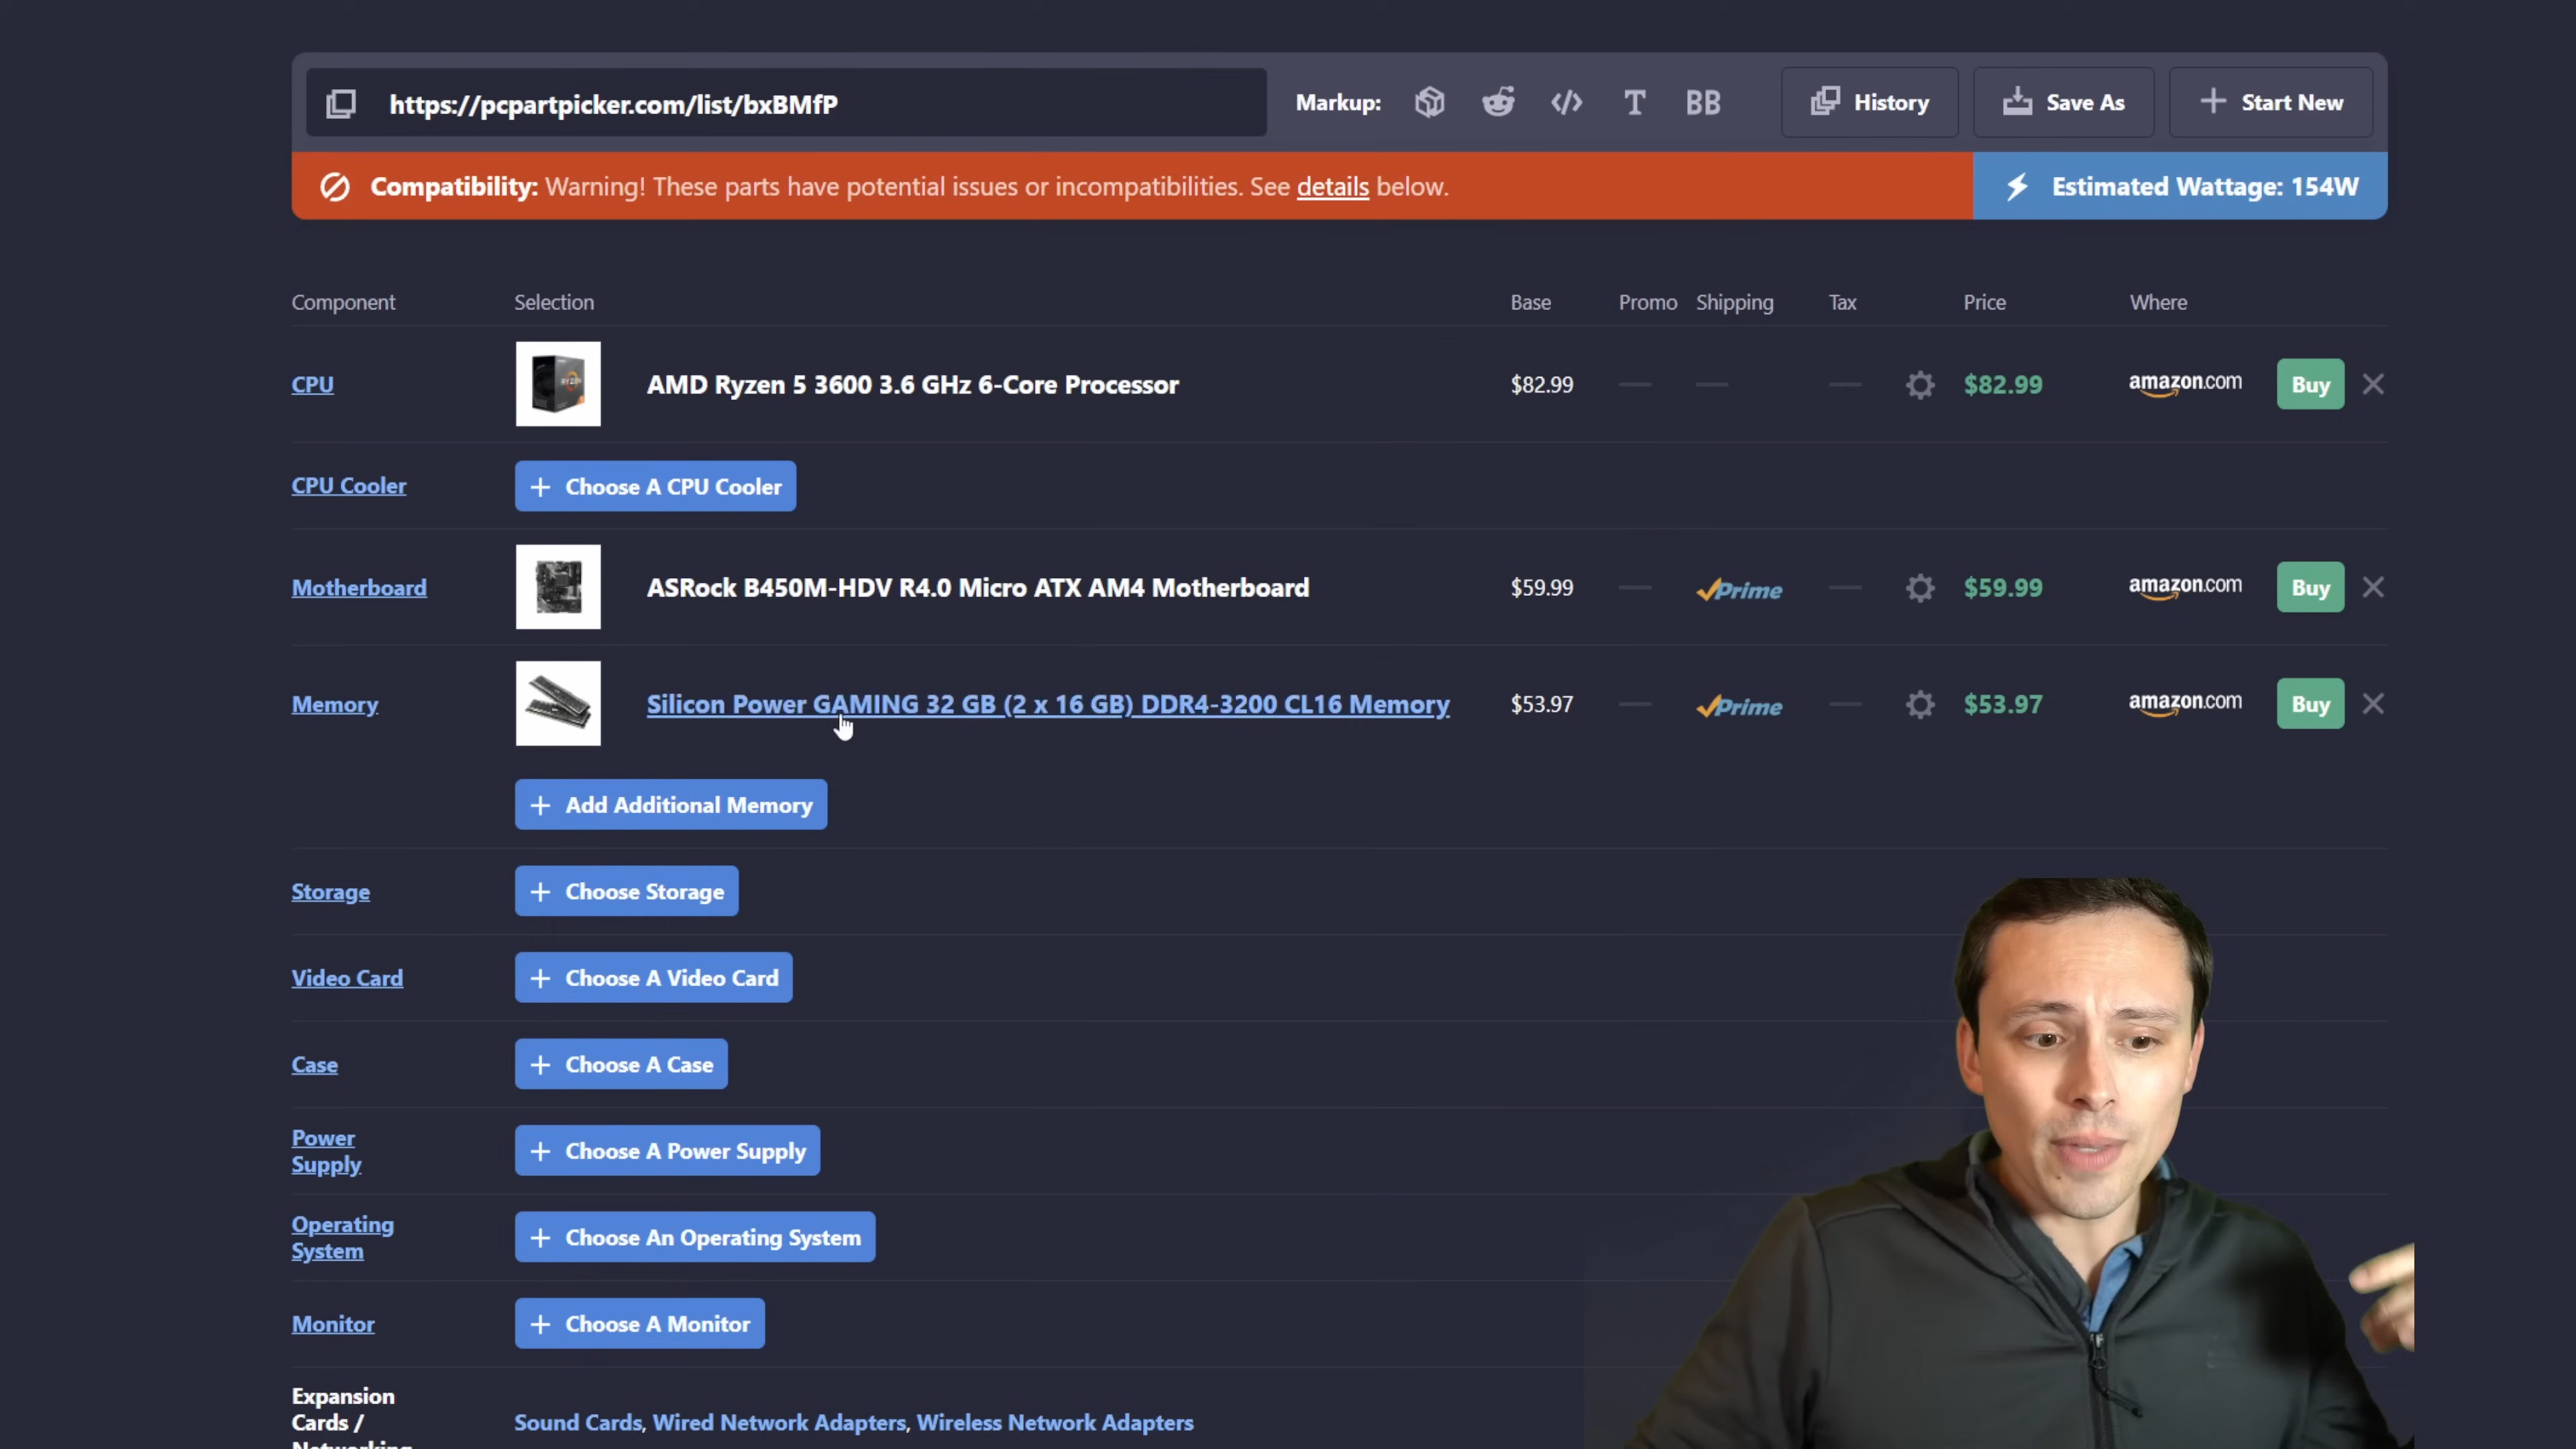 https://pcpartpicker.com/list/bxBMfP Markup: T BB History Save As Start New
Compatibility: Warning! These parts have potential issues or incompatibilities. See details below. Estimated Wattage: 154W
Component Selection Base Promo Shipping Tax Price Where
CPU RYZEN AMD Ryzen 5 3600 3.6 GHz 6-Core Processor $82.99 $82.99 amazon.com Buy
CPU Cooler Choose A CPU Cooler
Motherboard ASRock B450M-HDV R4.0 Micro ATX AM4 Motherboard $59.99 Prime $59.99 amazon.com Buy
Memory Silicon Power GAMING 32 GB (2 x 16 GB) DDR4-3200 CL16 Memory $53.97 Prime $53.97 amazon.com Buy
Add Additional Memory
Storage Choose Storage
Video Card Choose A Video Card
Case Choose A Case
Power
Supply Choose A Power Supply
Operating
System Choose An Operating System
Monitor Choose A Monitor
Expansion
Cards / Sound Cards, Wired Network Adapters, Wireless Network Adapters
Networking